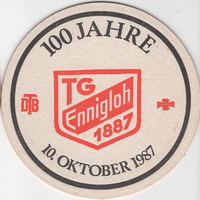 100 JAHRE
TG
Ennigloh
1887
DTB
10. OKTOBER 1987